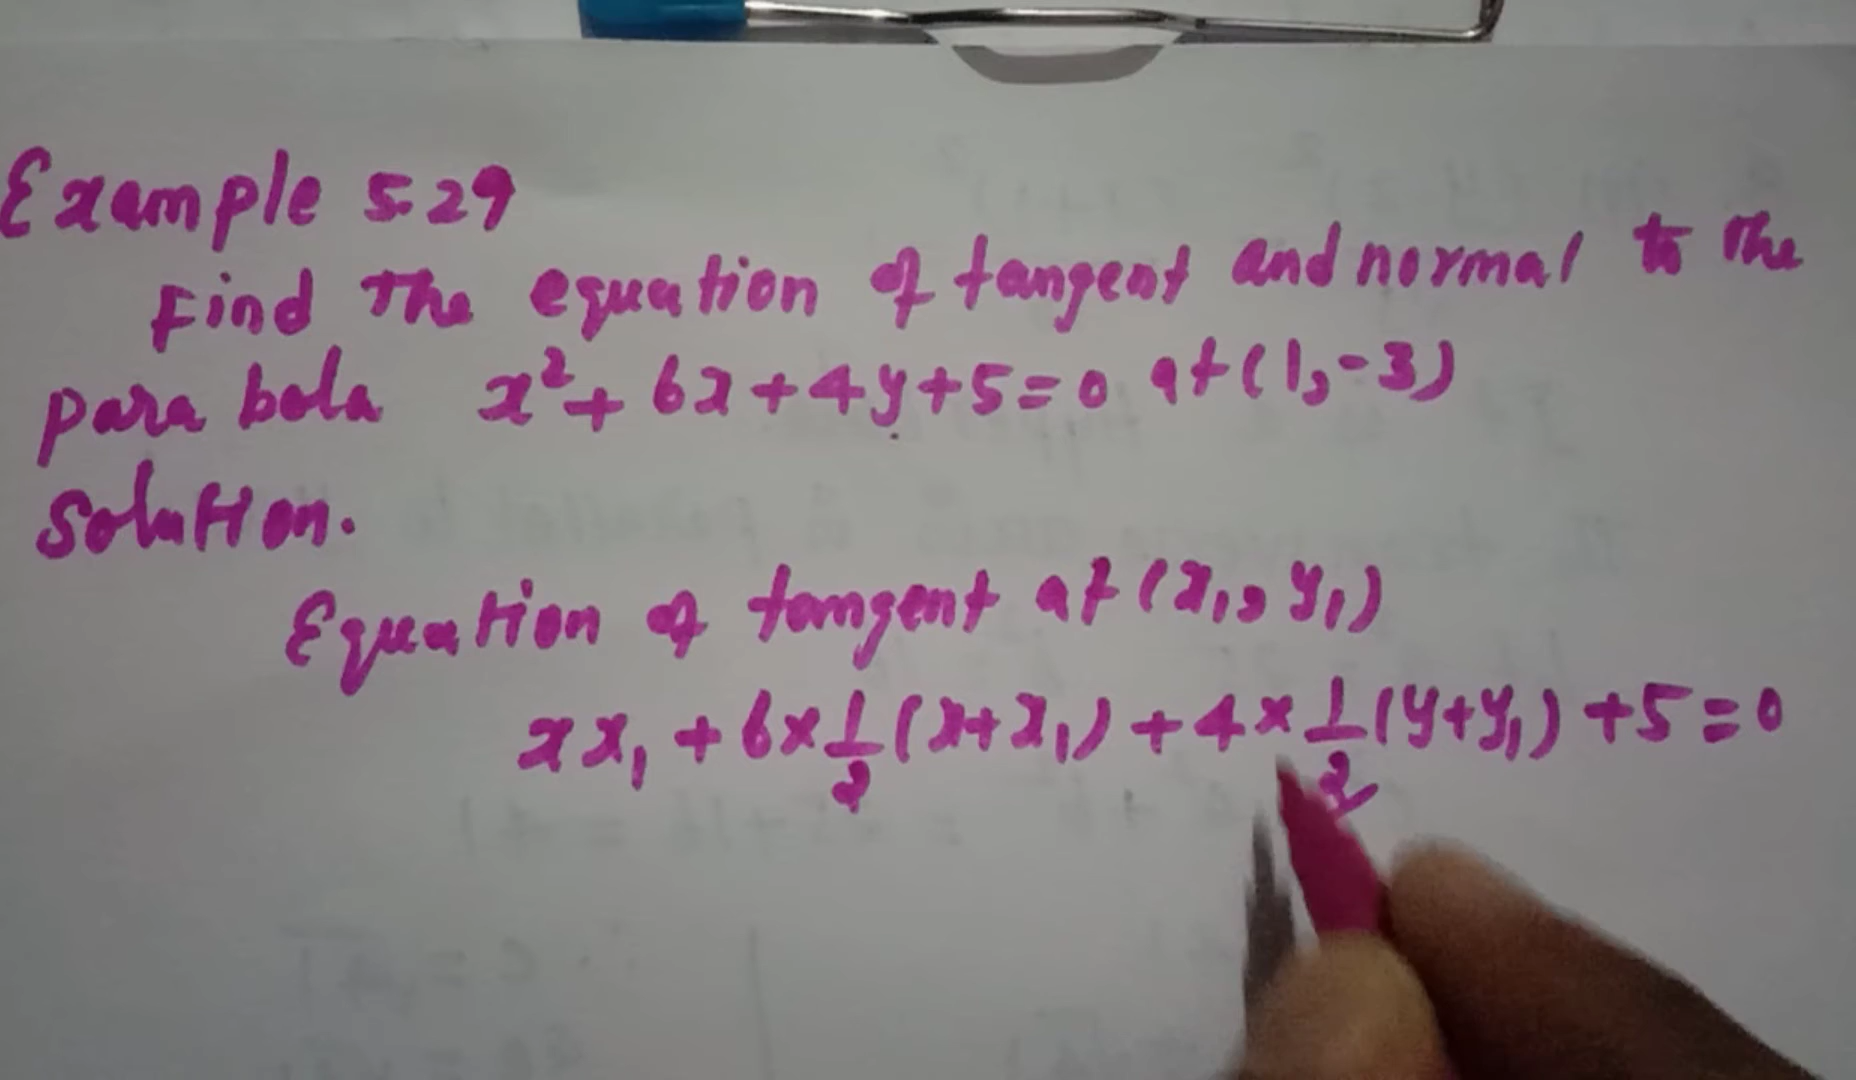 Example 5.29
Find The equation of tangent and normal to The
parabola x² + 6x + 4y + 5 = 0 at (1, -3)
Solution.
Equation of tangent at (x₁, y₁)
xx₁ + 6 × 1/2 (x + x₁) + 4 × 1/2 (y + y₁) + 5 = 0